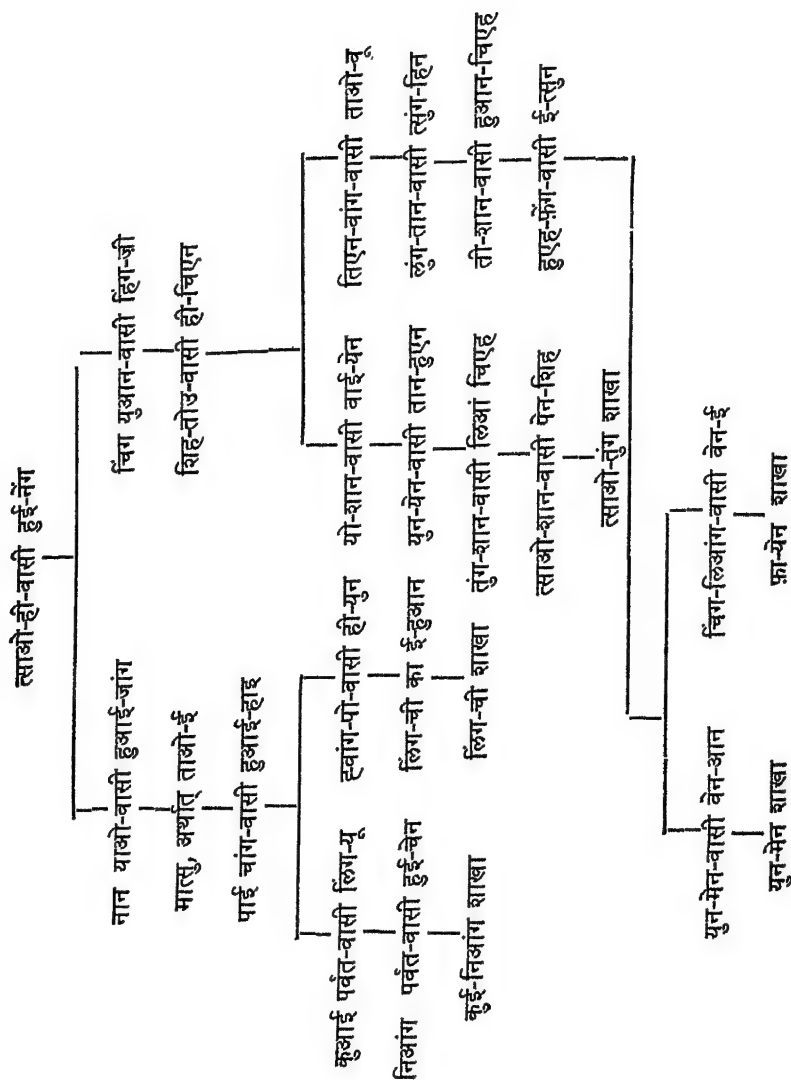 त्साओ-ही-वासी हुई-नेंग
नान याओ-वासी हुआई-जांग
मात्सु, अर्थात् ताओ-ई
पाई चांग-वासी हुआई-हाइ
कुआई पर्वत-वासी लिंग-यू
निआंग पर्वत-वासी हुई-चेन
कुई-निआंग शाखा
ह्वांग-पो-वासी ही-युन
लिंग-ची का ई-हुआन
लिंग-ची शाखा
चिंग युआन-वासी हिंग-ज़ी
शिह-तोउ-वासी ही-चिएन
यो-शान-वासी वाई-येन
युन-येन-वासी तान-हुएन
तुंग-शान-वासी लिआं चिएह
त्साओ-शान-वासी पेन-शिह
त्साओ-तुंग शाखा
तिएन-वांग-वासी ताओ-वू
लुंग-तान-वासी त्सुंग-हिन
ती-शान-वासी हुआन-चिएह
हुएह-फ़ेंग-वासी ई-त्सुन
युन-मेन-वासी वेन-आन
युन-मेन शाखा
चिंग-लिआंग-वासी वेन-ई
फ़ा-येन शाखा